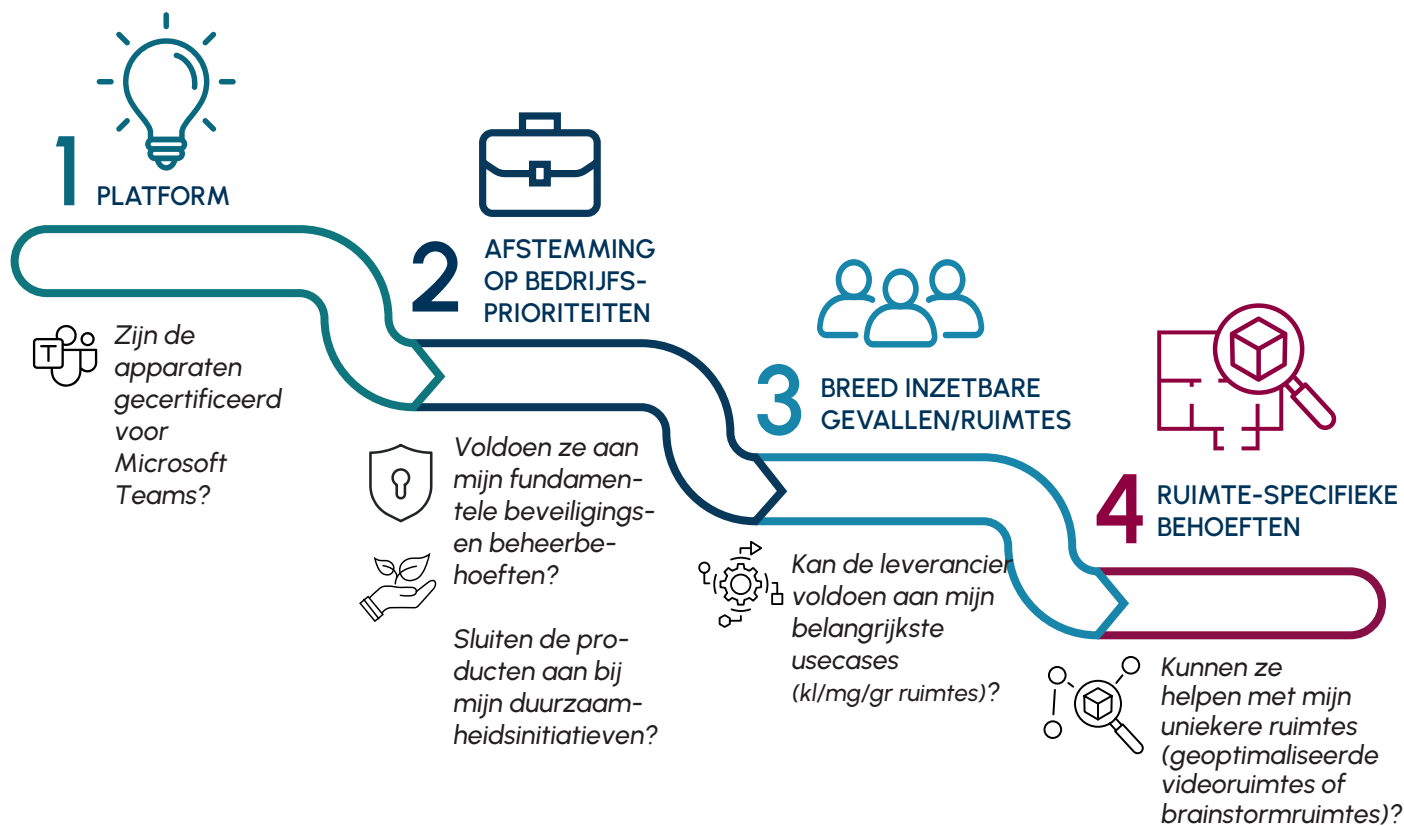 1
PLATFORM
Zijn de
apparaten
gecertificeerd
voor
Microsoft
Teams?
2
AFSTEMMING
OP BEDRIJFS-
PRIORITEITEN
Voldoen ze aan
mijn fundamen-
tele beveiligings-
en beheerbe-
hoeften?
Sluiten de pro-
ducten aan bij
mijn duurzaam-
heidsinitiatieven?
3
BREED INZETBARE
GEVALLEN/RUIMTES
Kan de leverancier
voldoen aan mijn
belangrijkste
usecases
(kl/mg/gr ruimtes)?
4
RUIMTE-SPECIFIEKE
BEHOEFTEN
Kunnen ze
helpen met mijn
uniekere ruimtes
(geoptimaliseerde
videoruimtes of
brainstormruimtes)?
T